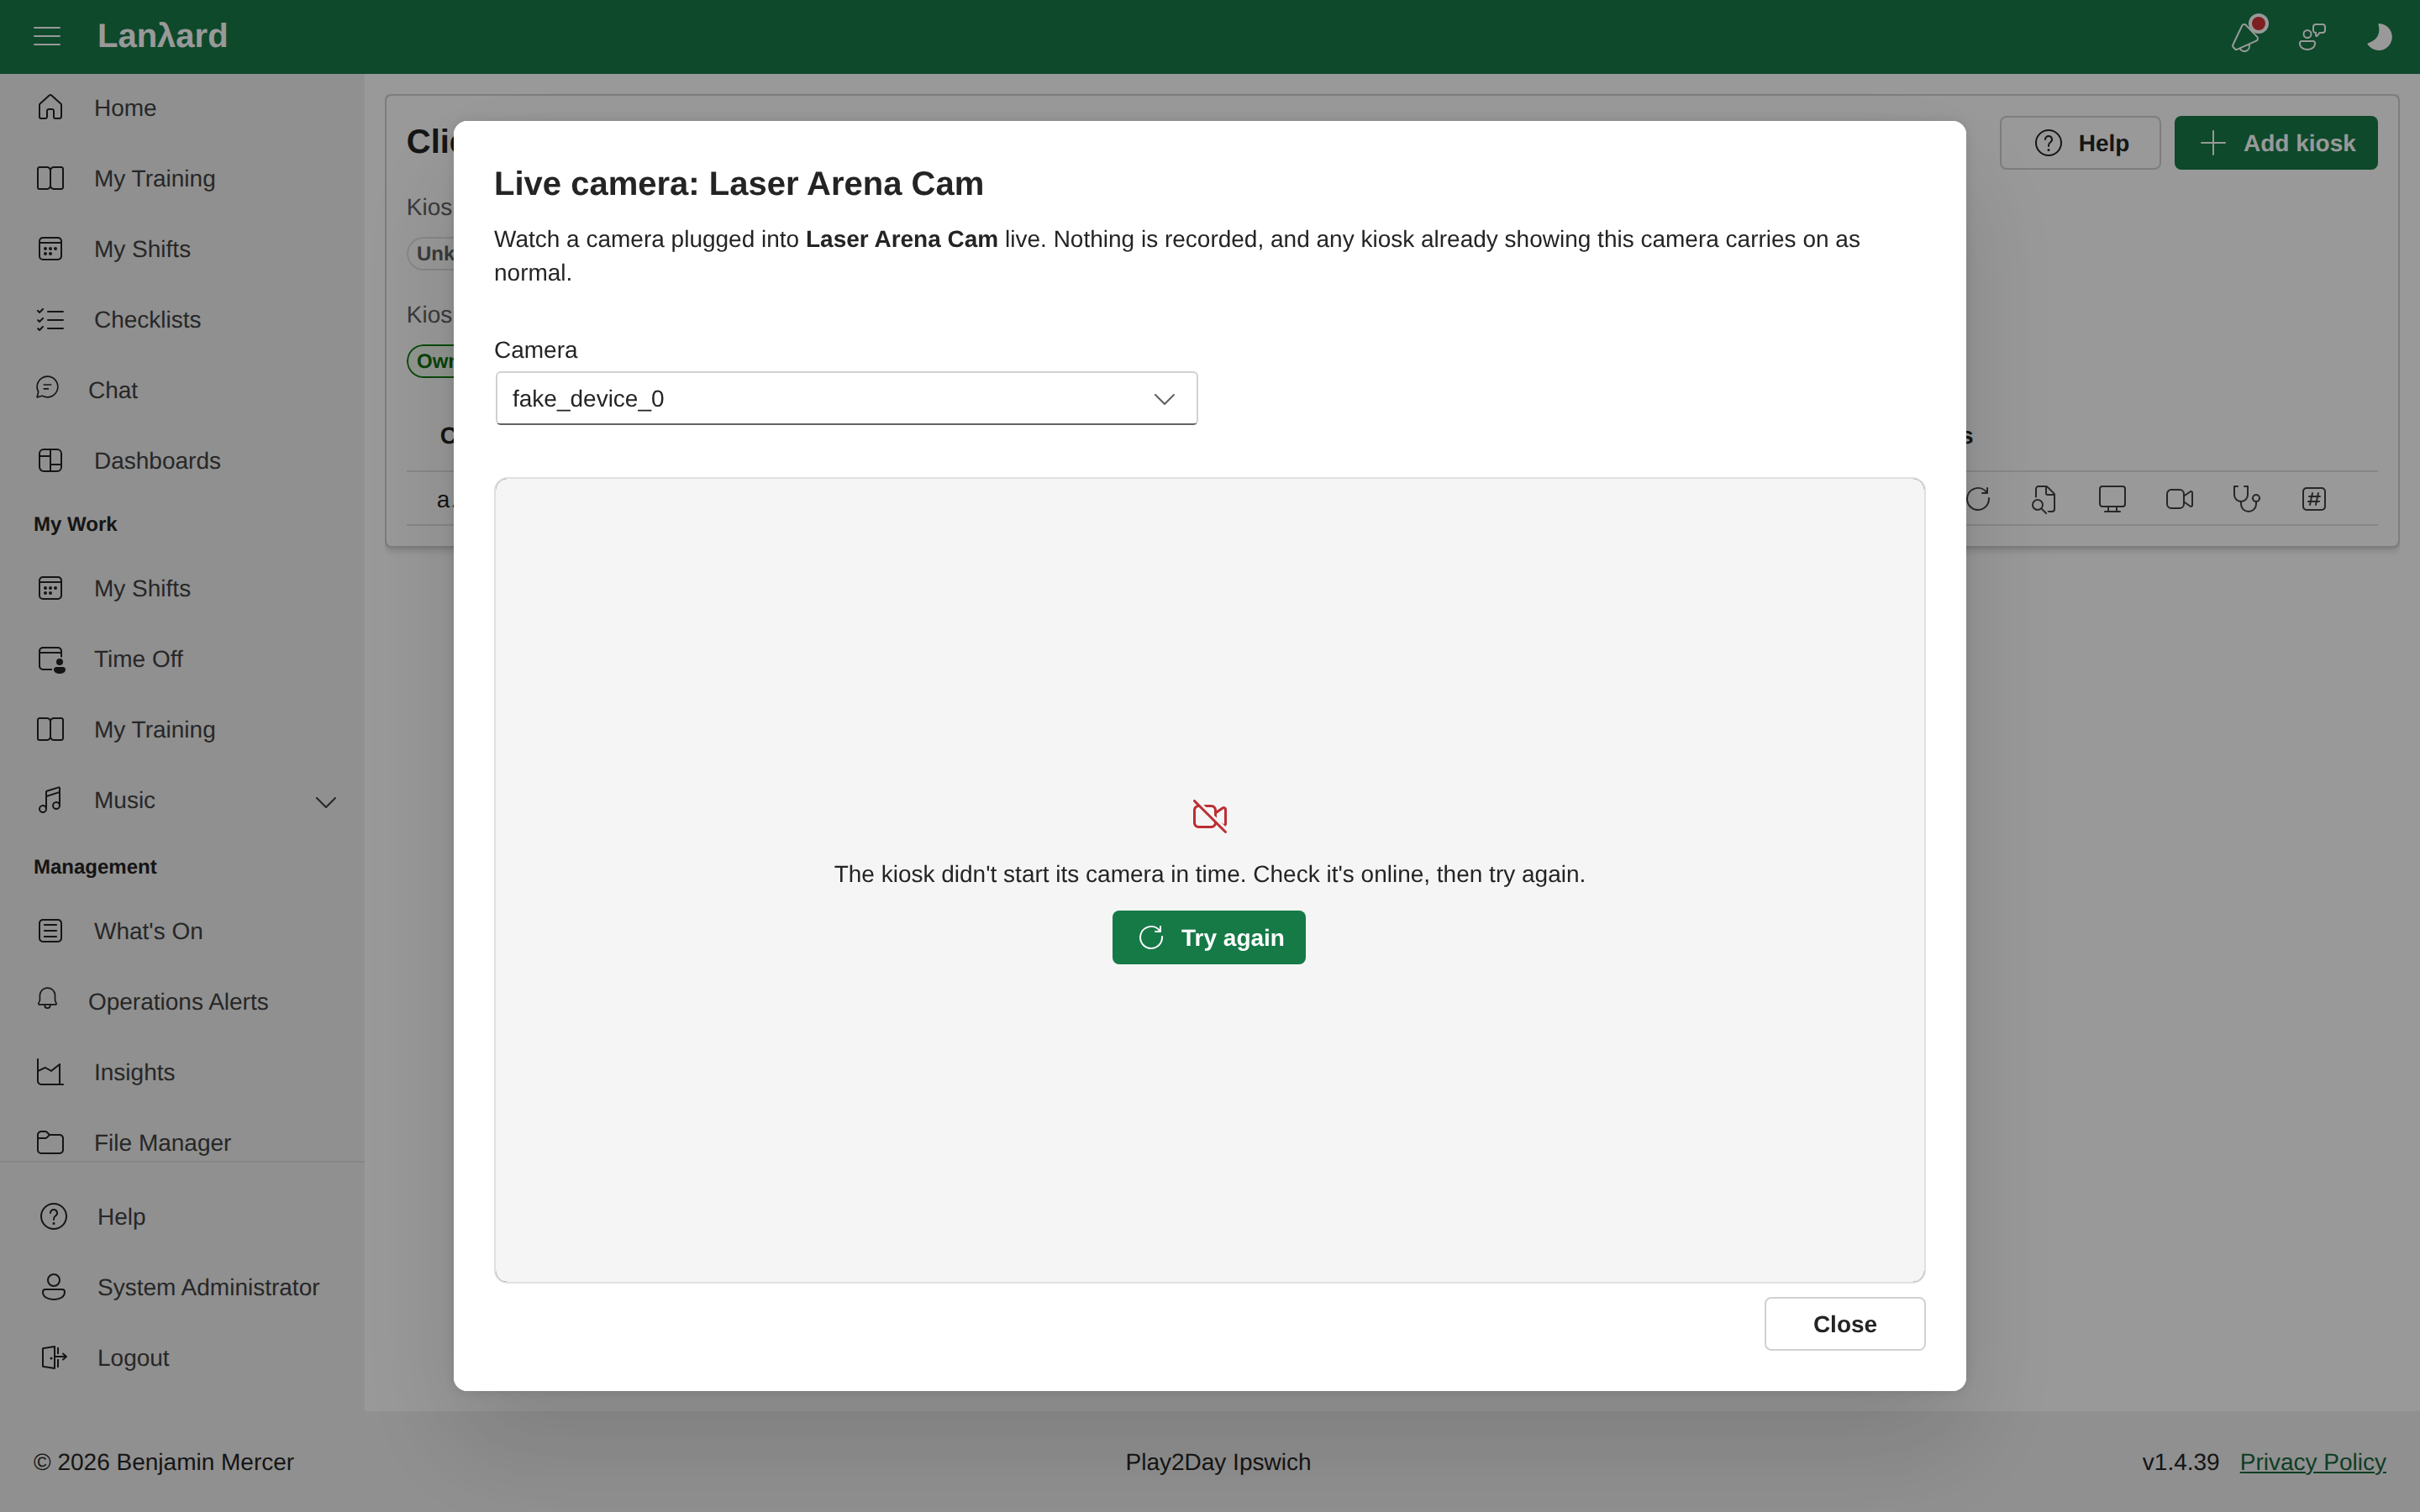 Lanλard
Home
My Training
My Shifts
Checklists
Chat
Dashboards
My Work
My Shifts
Time Off
My Training
Music
Management
What's On
Operations Alerts
Insights
File Manager
Help
System Administrator
Logout
Help
Add kiosk
Live camera: Laser Arena Cam
Watch a camera plugged into Laser Arena Cam live. Nothing is recorded, and any kiosk already showing this camera carries on as
normal.
Camera
fake_device_0
The kiosk didn't start its camera in time. Check it's online, then try again.
Try again
Close
© 2026 Benjamin Mercer
Play2Day Ipswich
v1.4.39 Privacy Policy